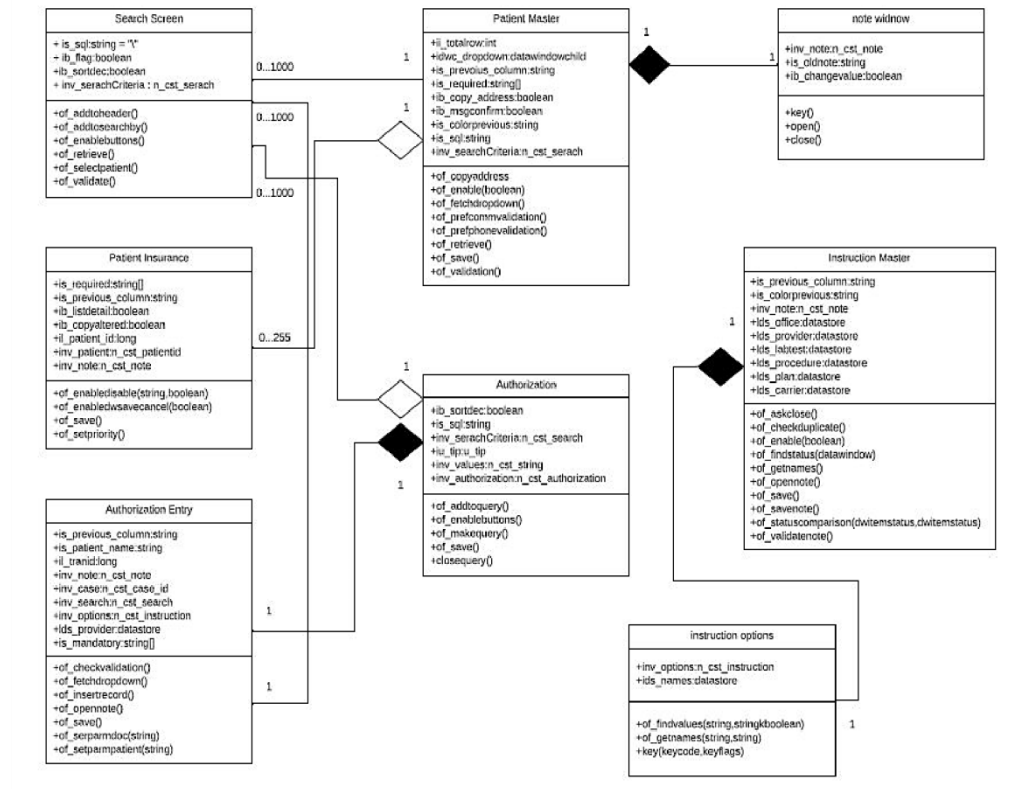 Search Screen
+ is_sql:string = "\"
+ ib_flag:boolean
+ib_sortdec:boolean
+ inv_serachCriteria : n_cst_serach
+of_addtoheader()
+of_addtosearchby()
+of_enablebuttons()
+of_retrieve()
+of_selectpatient()
+of_validate()
0...1000
0...1000
0...1000
1
1
Patient Master
+ii_totalrow:int
+idwc_dropdown:datawindowchild
+is_prevoius_column:string
+is_required:string[]
+ib_copy_address:boolean
+ib_msgconfirm:boolean
+is_colorprevious:string
+is_sql:string
+inv_searchCriteria:n_cst_serach
+of_copyaddress
+of_enable(boolean)
+of_fetchdropdown()
+of_prefcommvalidation()
+of_prefphonevalidation()
+of_retrieve()
+of_save()
+of_validation()
1
1
note widnow
+inv_note:n_cst_note
+is_oldnote:string
+ib_changevalue:boolean
+key()
+open()
+close()
Patient Insurance
+is_required:string[]
+is_previous_column:string
+ib_listdetail:boolean
+ib_copyaltered:boolean
+il_patient_id:long
+inv_patient:n_cst_patientid
+inv_note:n_cst_note
+of_enabledisable(string,boolean)
+of_enabledwsavecancel(boolean)
+of_save()
+of_setpriority()
0...255
1
Authorization
+ib_sortdec:boolean
+is_sql:string
+inv_serachCriteria:n_cst_search
+iu_tip:u_tip
+inv_values:n_cst_string
+inv_authorization:n_cst_authorization
+of_addtoquery()
+of_enablebuttons()
+of_makequery()
+of_save()
+closequery()
1
1
Instruction Master
+is_previous_column:string
+is_colorprevious:string
+inv_note:n_cst_note
+lds_office:datastore
+lds_provider:datastore
+lds_labtest:datastore
+lds_procedure:datastore
+lds_plan:datastore
+lds_carrier:datastore
+of_askclose()
+of_checkduplicate()
+of_enable(boolean)
+of_findstatus(datawindow)
+of_getnames()
+of_opennote()
+of_save()
+of_savenote()
+of_statuscomparison(dwitemstatus,dwitemstatus)
+of_validatenote()
Authorization Entry
+is_previous_column:string
+is_patient_name:string
+il_tranid:long
+inv_note:n_cst_note
+inv_case:n_cst_case_id
+inv_search:n_cst_search
+inv_options:n_cst_instruction
+lds_provider:datastore
+is_mandatory:string[]
+of_checkvalidation()
+of_fetchdropdown()
+of_insertrecord()
+of_opennote()
+of_save()
+of_serparmdoc(string)
+of_setparmpatient(string)
1
1
instruction options
+inv_options:n_cst_instruction
+ids_names:datastore
+of_findvalues(string,stringkboolean)
+of_getnames(string,string)
+key(keycode,keyflags)
1